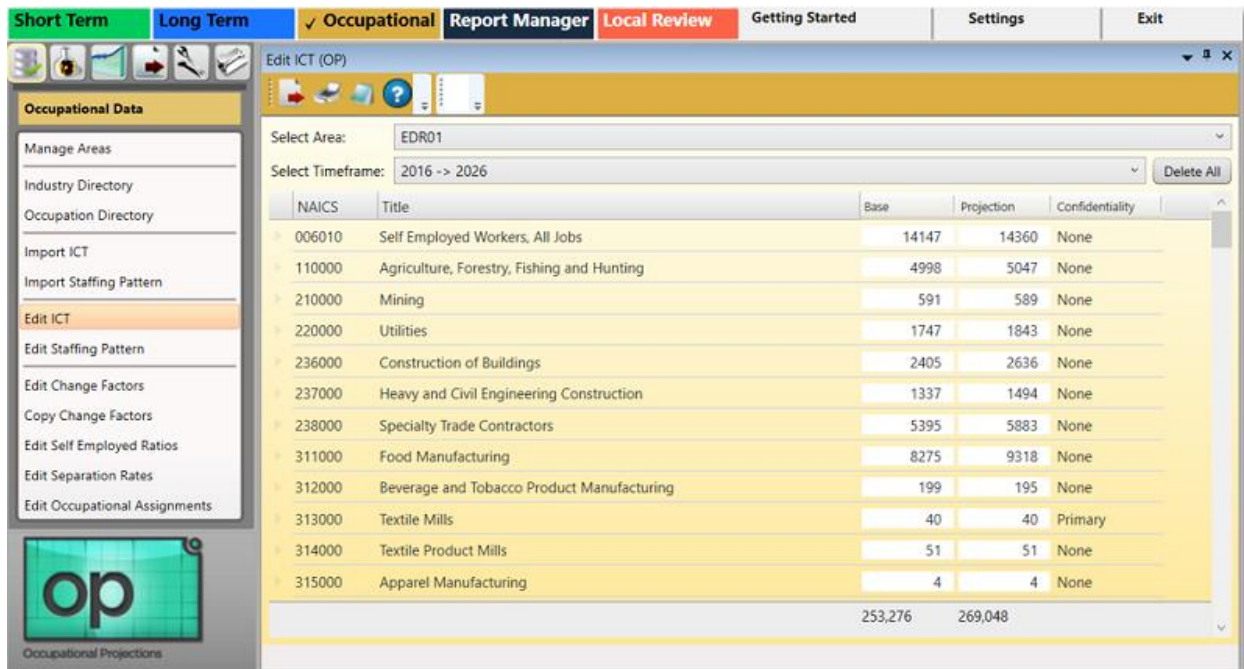 Short Term Long Term ✓ Occupational Report Manager Local Review Getting Started Settings Exit
Edit ICT (OP)
Occupational Data
Manage Areas
Industry Directory
Occupation Directory
Import ICT
Import Staffing Pattern
Edit ICT
Edit Staffing Pattern
Edit Change Factors
Copy Change Factors
Edit Self Employed Ratios
Edit Separation Rates
Edit Occupational Assignments
op
Occupational Projections
Select Area: EDR01
Select Timeframe: 2016 -> 2026 Delete All
NAICS Title Base Projection Confidentiality
006010 Self Employed Workers, All Jobs 14147 14360 None
110000 Agriculture, Forestry, Fishing and Hunting 4998 5047 None
210000 Mining 591 589 None
220000 Utilities 1747 1843 None
236000 Construction of Buildings 2405 2636 None
237000 Heavy and Civil Engineering Construction 1337 1494 None
238000 Specialty Trade Contractors 5395 5883 None
311000 Food Manufacturing 8275 9318 None
312000 Beverage and Tobacco Product Manufacturing 199 195 None
313000 Textile Mills 40 40 Primary
314000 Textile Product Mills 51 51 None
315000 Apparel Manufacturing 4 4 None
253,276 269,048